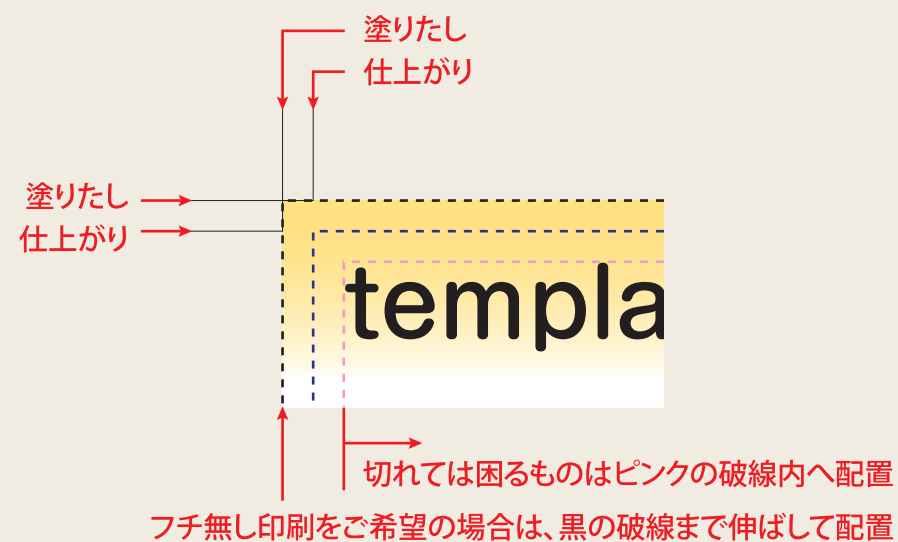 塗りたし
仕上がり
塗りたし
仕上がり
templa
切れては困るものはピンクの破線内へ配置
フチ無し印刷をご希望の場合は、黒の破線まで伸ばして配置